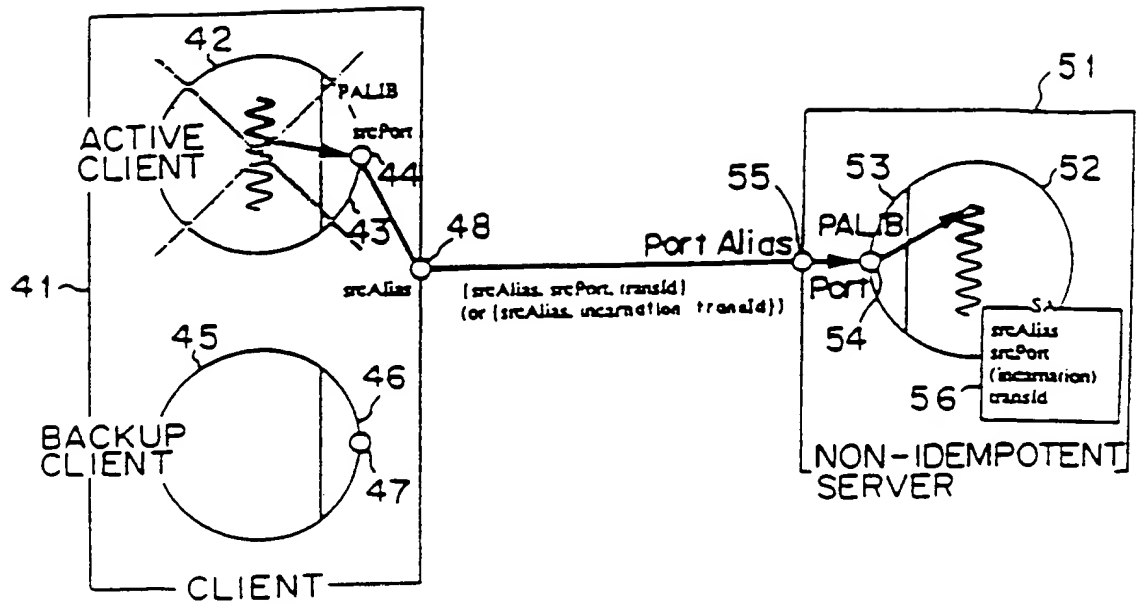 42
PALIB
srcPort
ACTIVE
CLIENT
44
43
48
srcAlias
41
45
46
BACKUP
CLIENT
47
CLIENT
{srcAlias, srcPort, transId}
(or {srcAlias, incarnation transId})
Port Alias
55
51
53
52
PALIB
Port
54
srcAlias
srcPort
(incarnation)
transId
56
NON-IDEMPOTENT
SERVER